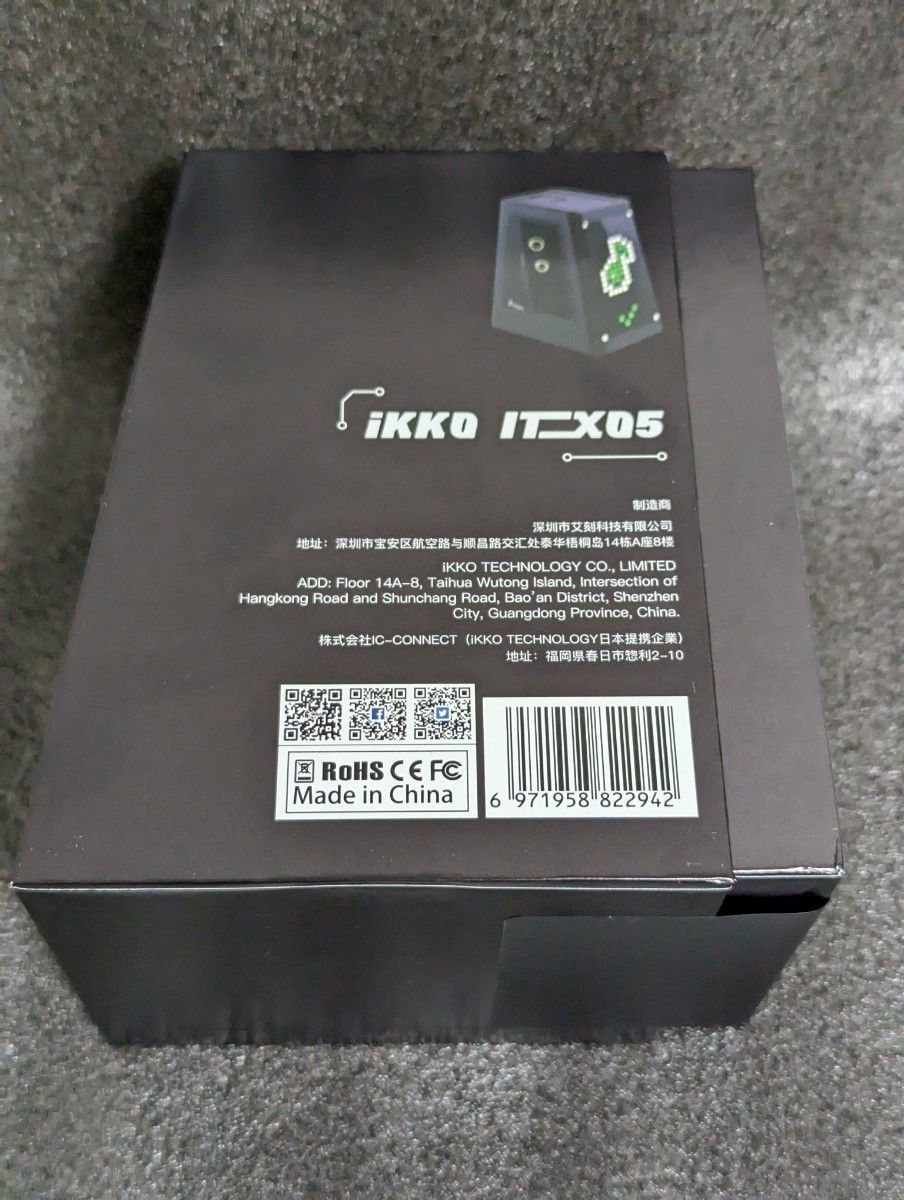 iKKO ITX05
制造商
深圳市艾刻科技有限公司
地址：深圳市宝安区航空路与顺昌路交汇处泰华梧桐岛14栋A座8楼
iKKO TECHNOLOGY CO., LIMITED
ADD: Floor 14A-8, Taihua Wutong Island, Intersection of
Hangkong Road and Shunchang Road, Bao'an District, Shenzhen
City, Guangdong Province, China.
株式会社IC-CONNECT（iKKO TECHNOLOGY日本提携企業）
地址：福岡県春日市惣利2-10
RoHS CE FC
Made in China
6 971958 822942